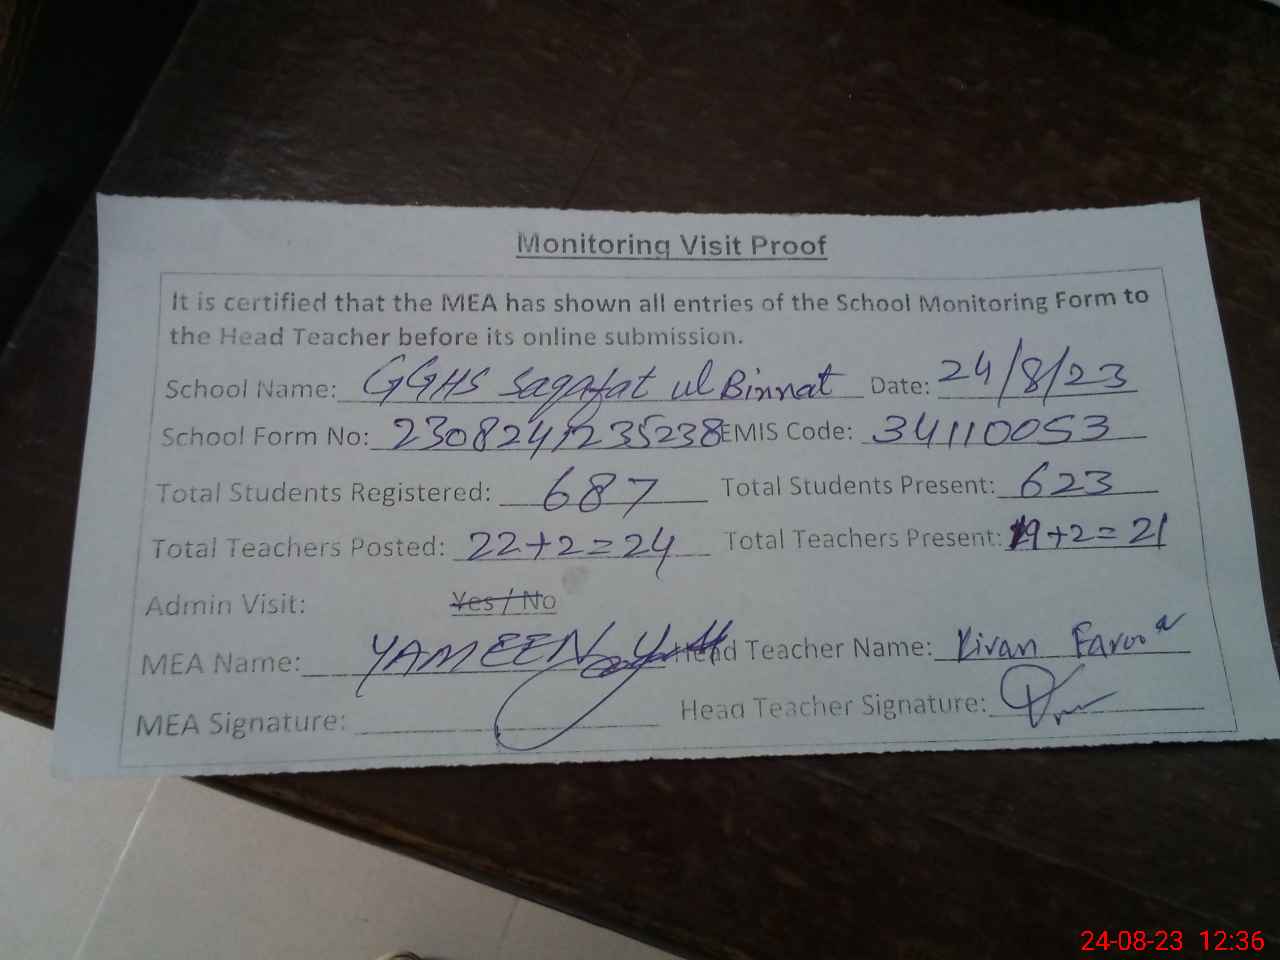 Monitoring Visit Proof
It is certified that the MEA has shown all entries of the School Monitoring Form to
the Head Teacher before its online submission.
School Name: GGHS Saqafat ul Binnat Date: 24/8/23
School Form No: 2308241235238 EMIS Code: 34110053
Total Students Registered: 687 Total Students Present: 623
Total Teachers Posted: 22+2=24 Total Teachers Present: 19+2=21
Admin Visit: Yes / No
MEA Name: YAMEEN Head Teacher Name: Kiran Farooq
MEA Signature: Head Teacher Signature:
24-08-23 12:36